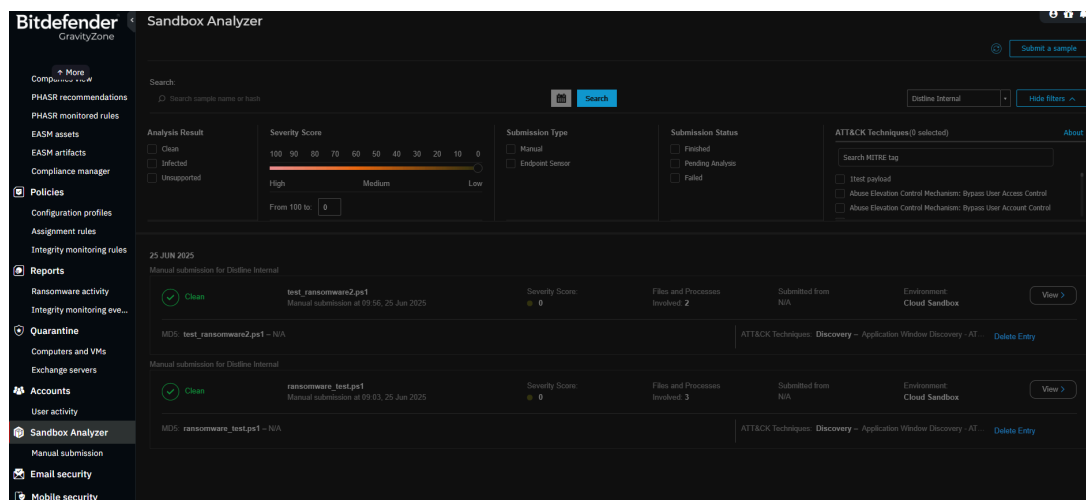 Bitdefender
GravityZone
Sandbox Analyzer
Submit a sample
More
Companies view
PHASR recommendations
PHASR monitored rules
EASM assets
EASM artifacts
Compliance manager
Policies
Configuration profiles
Assignment rules
Integrity monitoring rules
Reports
Ransomware activity
Integrity monitoring eve...
Quarantine
Computers and VMs
Exchange servers
Accounts
User activity
Sandbox Analyzer
Manual submission
Email security
Mobile security
Search:
Search sample name or hash
Search
Distline Internal
Hide filters
Analysis Result
Clean
Infected
Unsupported
Severity Score
100 90 80 70 60 50 40 30 20 10 0
High Medium Low
From 100 to: 0
Submission Type
Manual
Endpoint Sensor
Submission Status
Finished
Pending Analysis
Failed
ATT&CK Techniques(0 selected) About
Search MITRE tag
Itest payload
Abuse Elevation Control Mechanism: Bypass User Access Control
Abuse Elevation Control Mechanism: Bypass User Account Control
25 JUN 2025
Manual submission for Distline Internal
Clean
test_ransomware2.ps1
Manual submission at 09:56, 25 Jun 2025
Severity Score:
0
Files and Processes
Involved: 2
Submitted from
N/A
Environment:
Cloud Sandbox
View
MD5: test_ransomware2.ps1 – N/A
ATT&CK Techniques: Discovery – Application Window Discovery - AT...
Delete Entry
Manual submission for Distline Internal
Clean
ransomware_test.ps1
Manual submission at 09:03, 25 Jun 2025
Severity Score:
0
Files and Processes
Involved: 3
Submitted from
N/A
Environment:
Cloud Sandbox
View
MD5: ransomware_test.ps1 – N/A
ATT&CK Techniques: Discovery – Application Window Discovery - AT...
Delete Entry